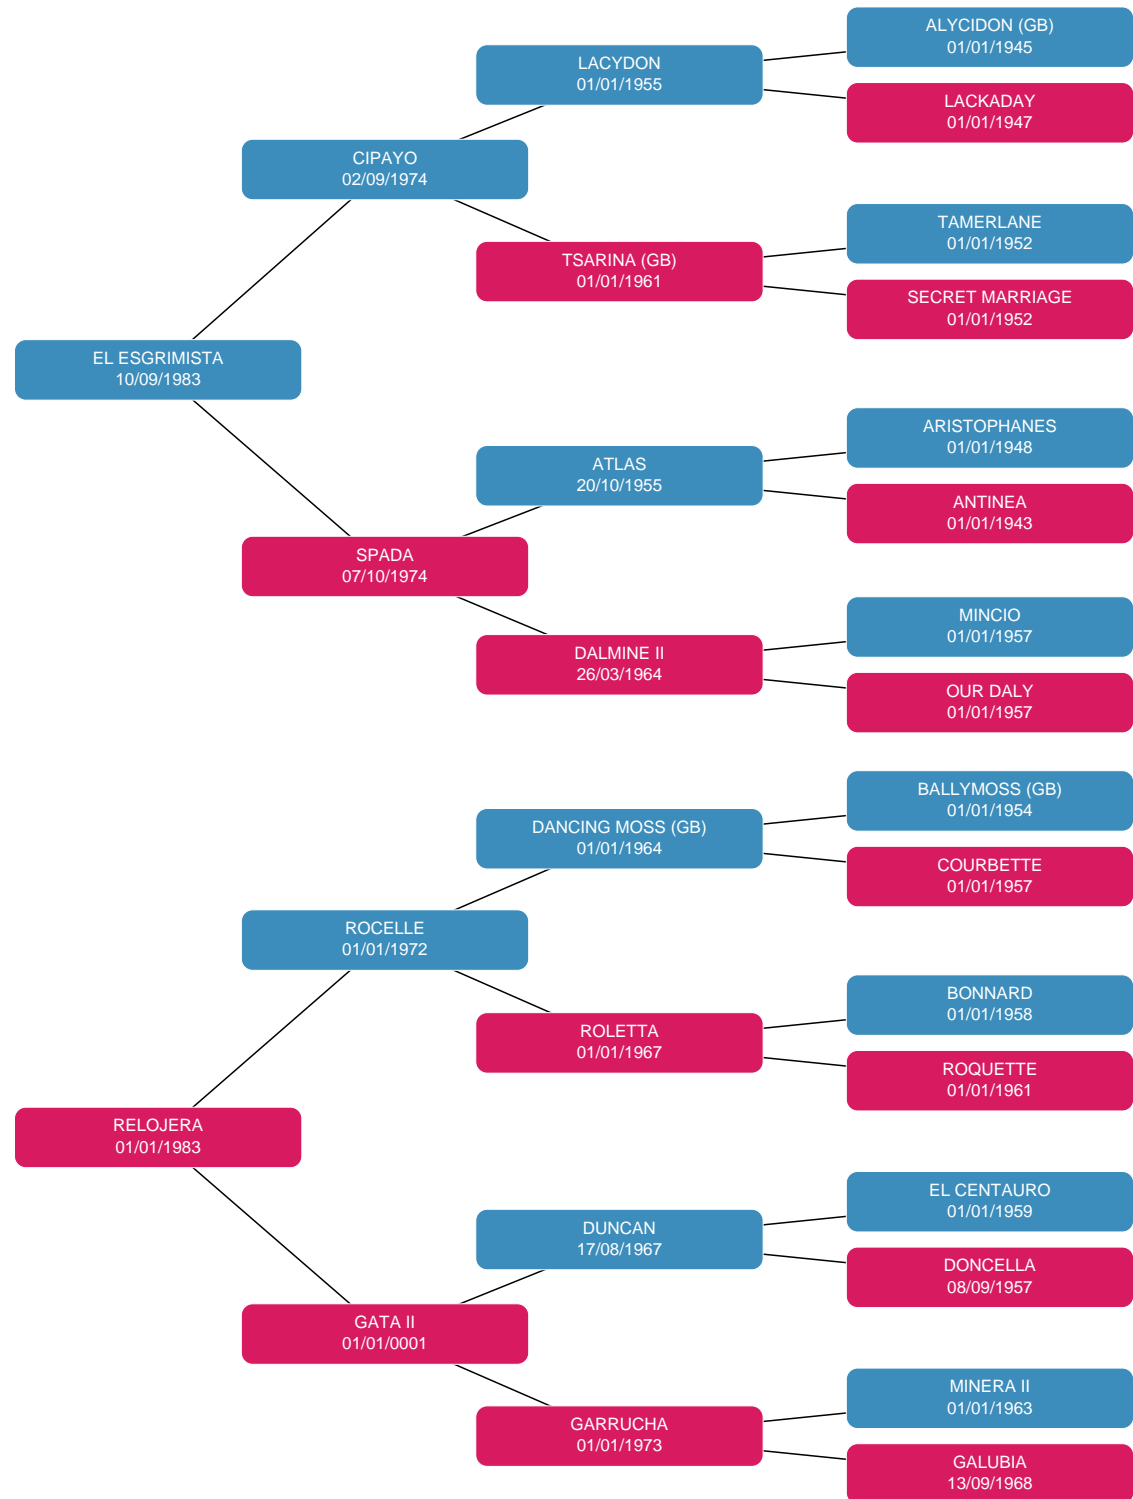 ALYCIDON (GB)
01/01/1945
LACYDON
01/01/1955
LACKADAY
01/01/1947
CIPAYO
02/09/1974
TAMERLANE
01/01/1952
TSARINA (GB)
01/01/1961
SECRET MARRIAGE
01/01/1952
EL ESGRIMISTA
10/09/1983
ARISTOPHANES
01/01/1948
ATLAS
20/10/1955
ANTINEA
01/01/1943
SPADA
07/10/1974
MINCIO
01/01/1957
DALMINE II
26/03/1964
OUR DALY
01/01/1957
BALLYMOSS (GB)
01/01/1954
DANCING MOSS (GB)
01/01/1964
COURBETTE
01/01/1957
ROCELLE
01/01/1972
BONNARD
01/01/1958
ROLETTA
01/01/1967
ROQUETTE
01/01/1961
RELOJERA
01/01/1983
EL CENTAURO
01/01/1959
DUNCAN
17/08/1967
DONCELLA
08/09/1957
GATA II
01/01/0001
MINERA II
01/01/1963
GARRUCHA
01/01/1973
GALUBIA
13/09/1968